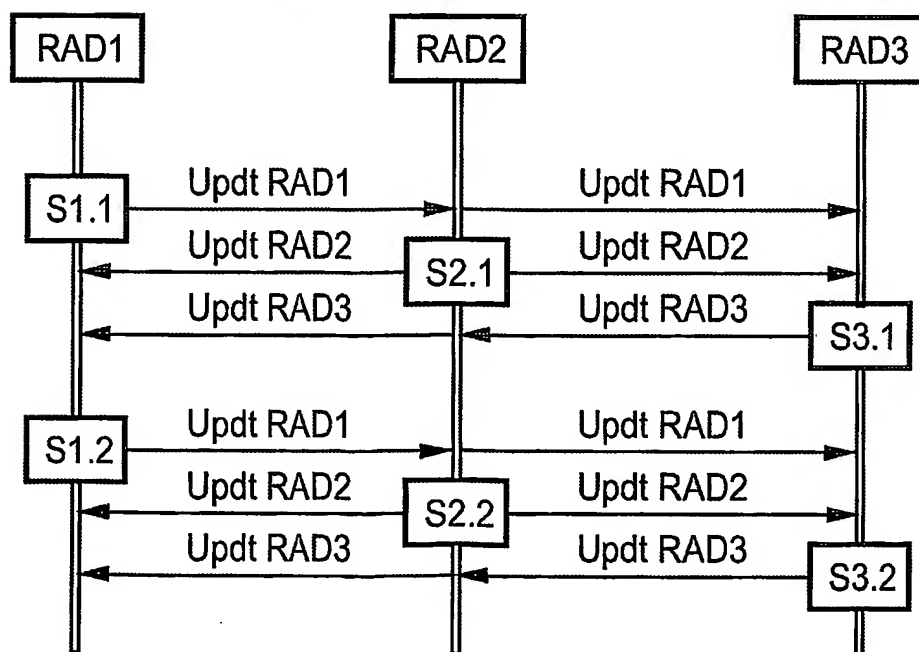 RAD1 RAD2 RAD3
Updt RAD1 Updt RAD1
S1.1
Updt RAD2 Updt RAD2
S2.1
Updt RAD3 Updt RAD3
S3.1
Updt RAD1 Updt RAD1
S1.2
Updt RAD2 Updt RAD2
S2.2
Updt RAD3 Updt RAD3
S3.2